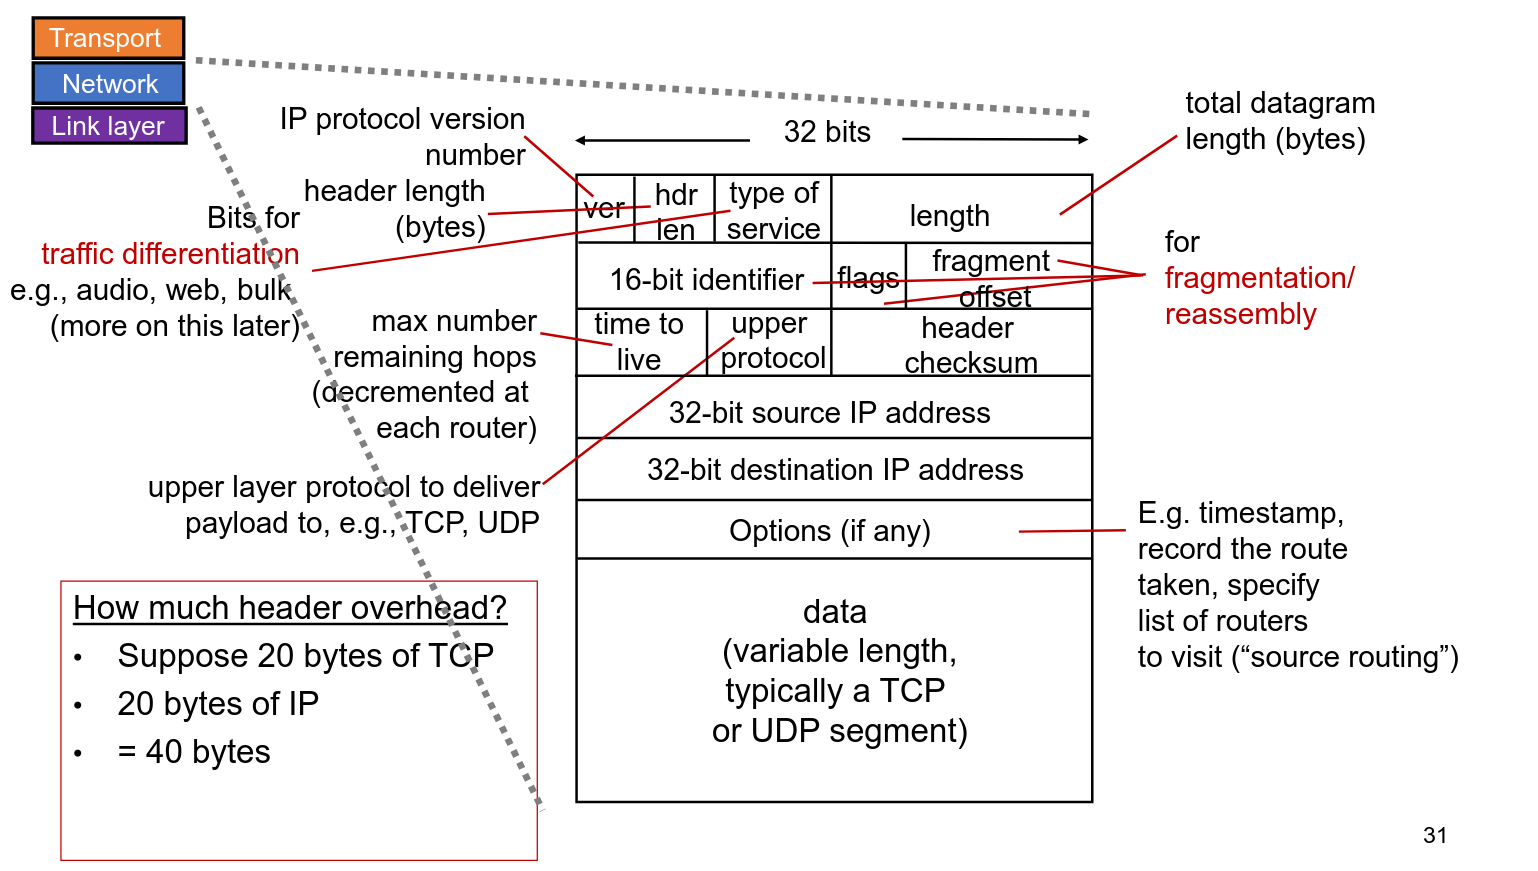 Transport
Network
Link layer
IP protocol version
number
header length
(bytes)
Bits for
traffic differentiation
e.g., audio, web, bulk
(more on this later)
max number
remaining hops
(decremented at
each router)
upper layer protocol to deliver
payload to, e.g., TCP, UDP
How much header overhead?
• Suppose 20 bytes of TCP
• 20 bytes of IP
• = 40 bytes
32 bits
ver
hdr
len
type of
service
length
16-bit identifier
flags
fragment
offset
time to
live
upper
protocol
header
checksum
32-bit source IP address
32-bit destination IP address
Options (if any)
data
(variable length,
typically a TCP
or UDP segment)
total datagram
length (bytes)
for
fragmentation/
reassembly
E.g. timestamp,
record the route
taken, specify
list of routers
to visit (“source routing”)
31